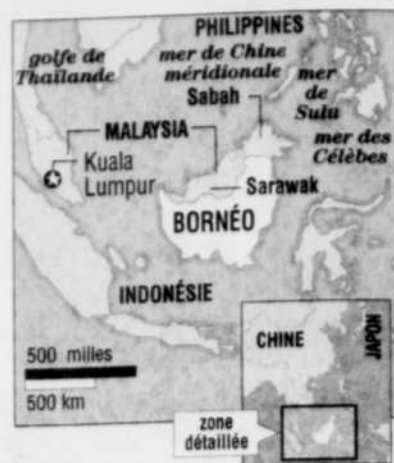 PHILIPPINES
golfe de
Thaïlande
mer de Chine
méridionale
mer
de
Sulu
Sabah
mer des
Célèbes
MALAYSIA
Kuala
Lumpur
Sarawak
BORNÉO
INDONÉSIE
500 milles
500 km
CHINE
JAPON
zone
détaillée